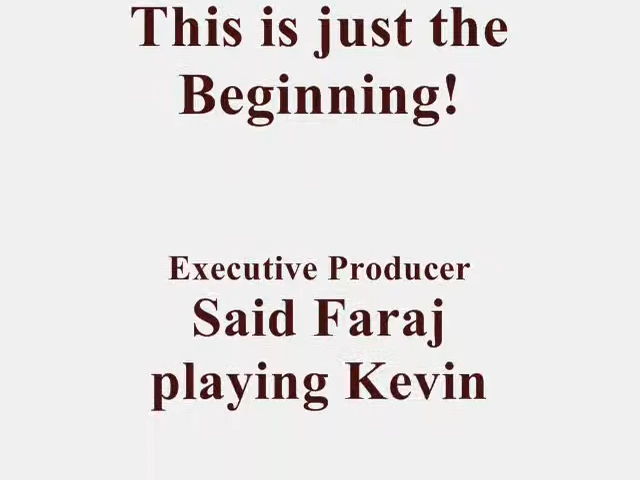 This is just the
Beginning!
Executive Producer
Said Faraj
playing Kevin